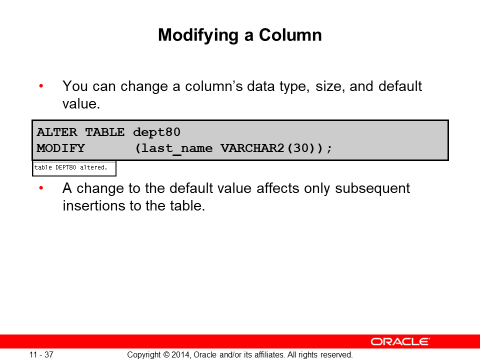 Modifying a Column
• You can change a column's data type, size, and default
value.
ALTER TABLE dept80
MODIFY (last_name VARCHAR2(30));
table DEPT80 altered.
• A change to the default value affects only subsequent
insertions to the table.
ORACLE
11 - 37 Copyright © 2014, Oracle and/or its affiliates. All rights reserved.